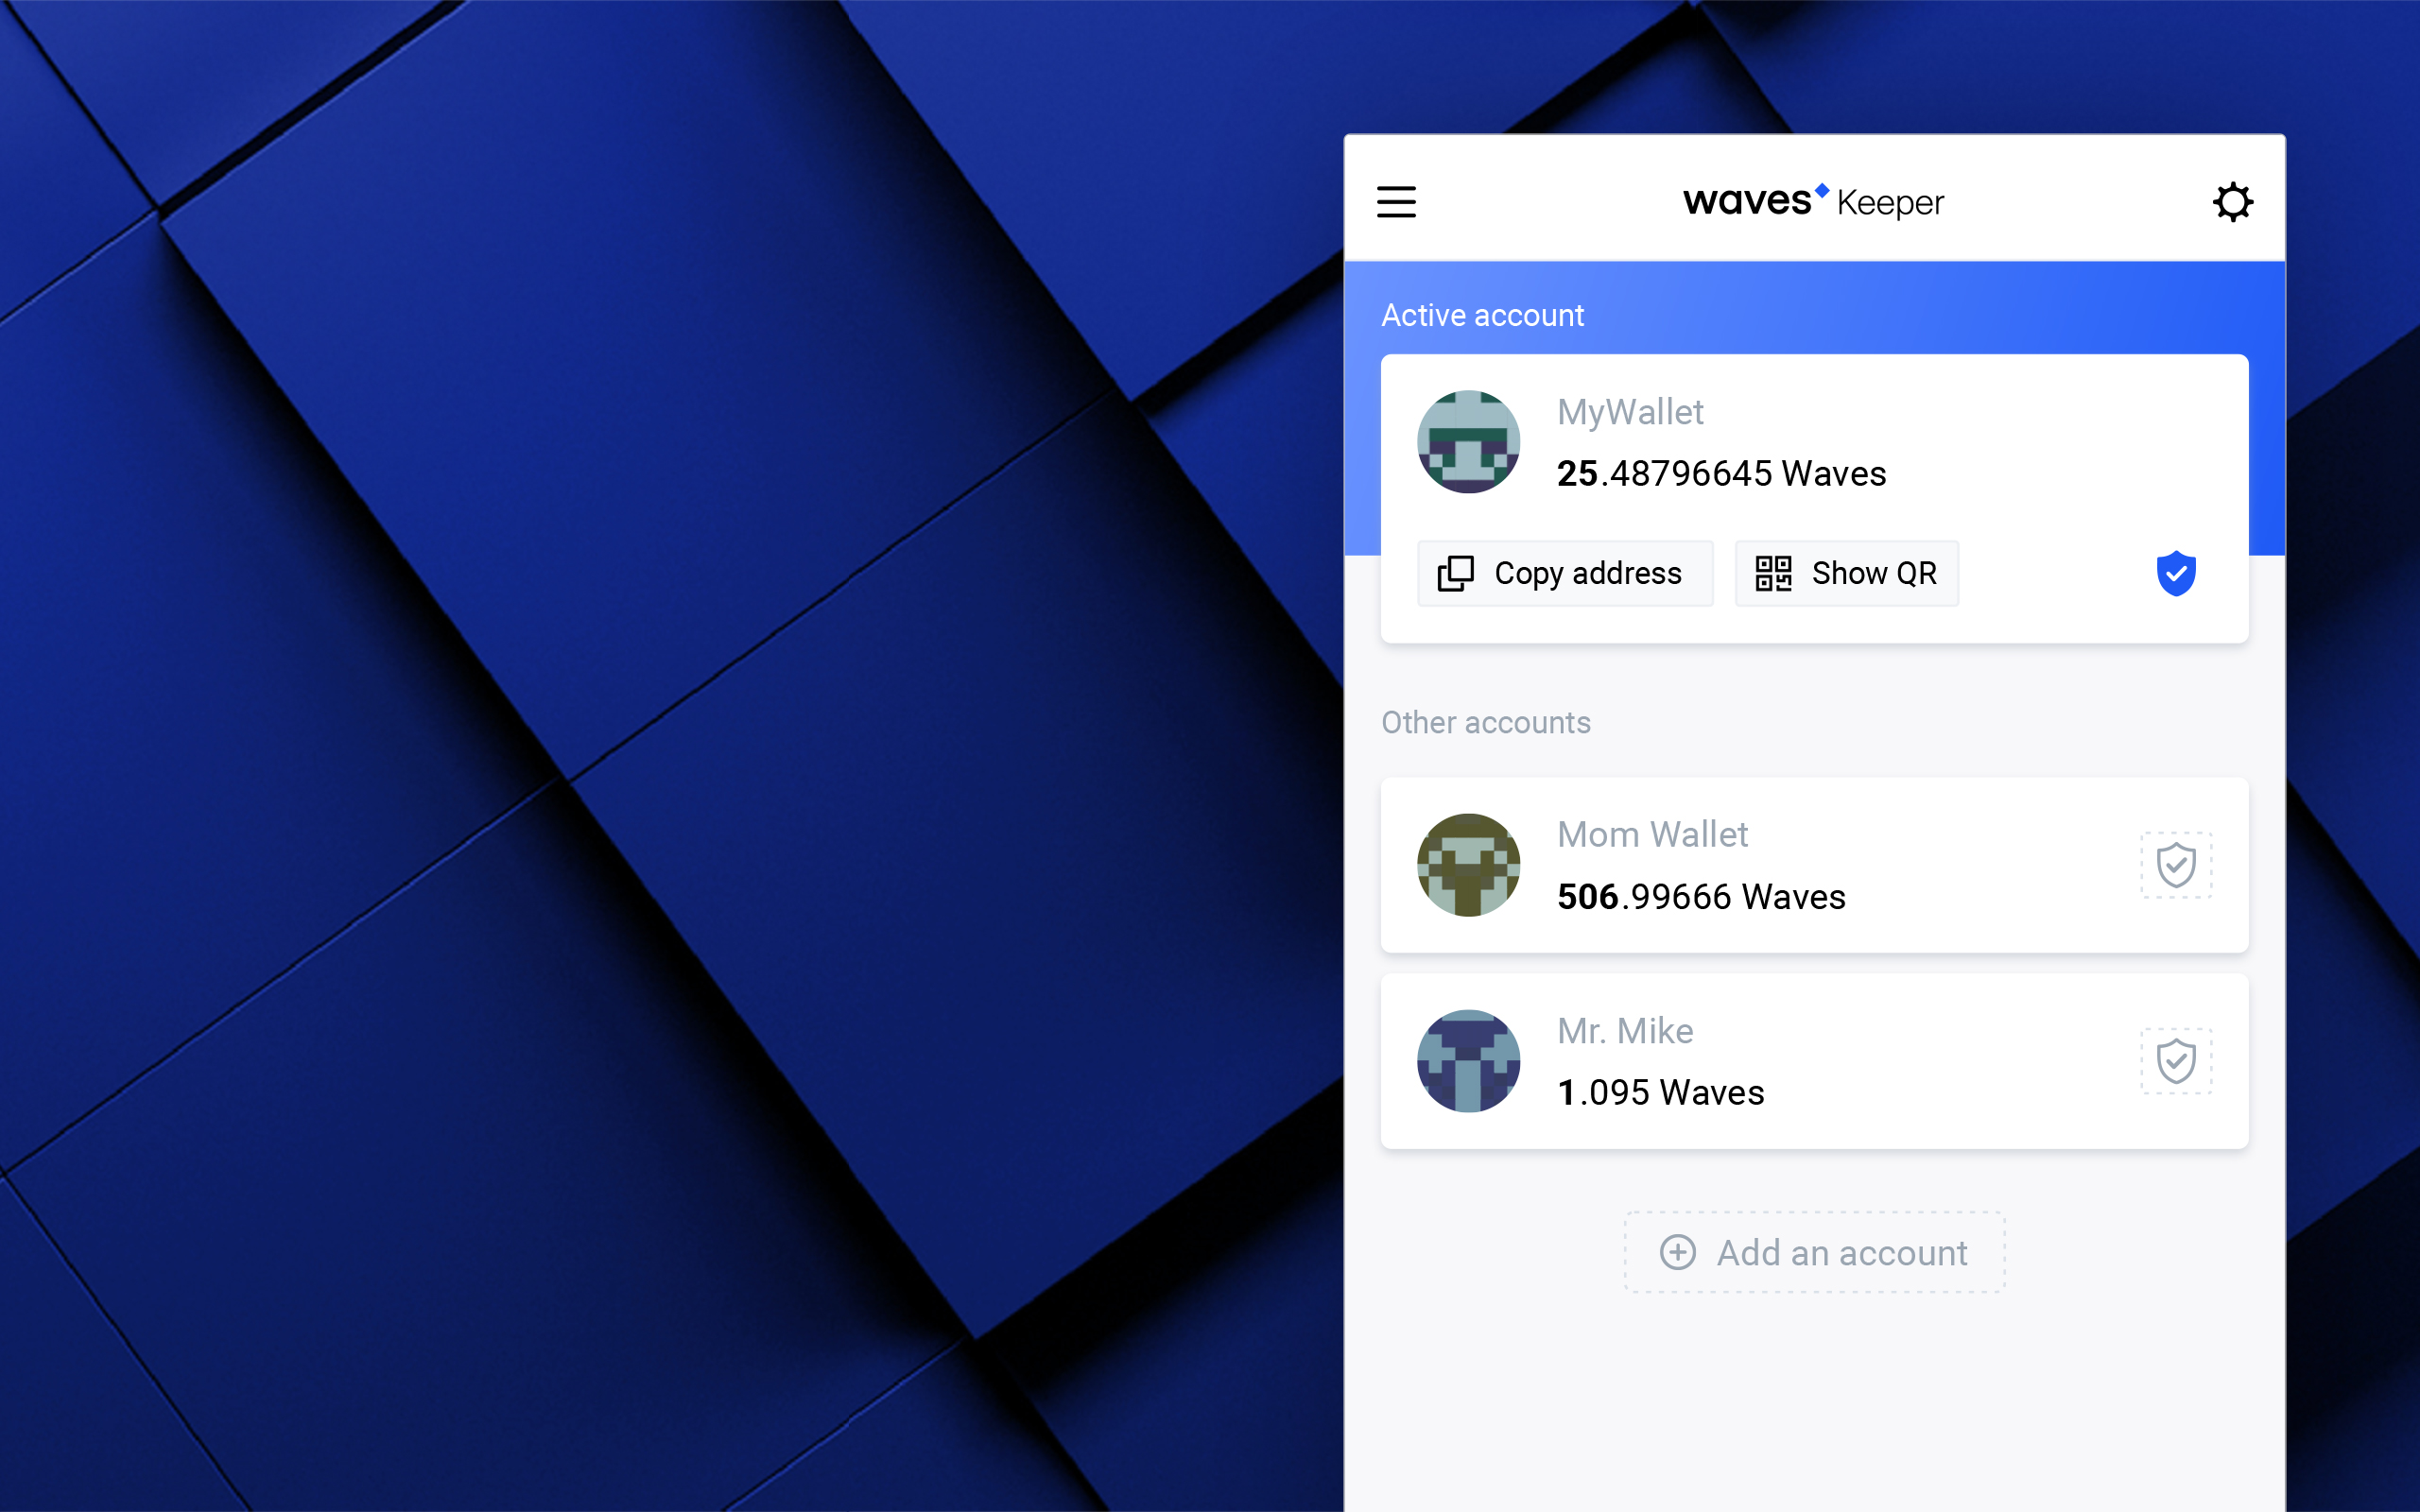 waves Keeper
Active account
MyWallet
25.48796645 Waves
Copy address
Show QR
Other accounts
Mom Wallet
506.99666 Waves
Mr. Mike
1.095 Waves
Add an account